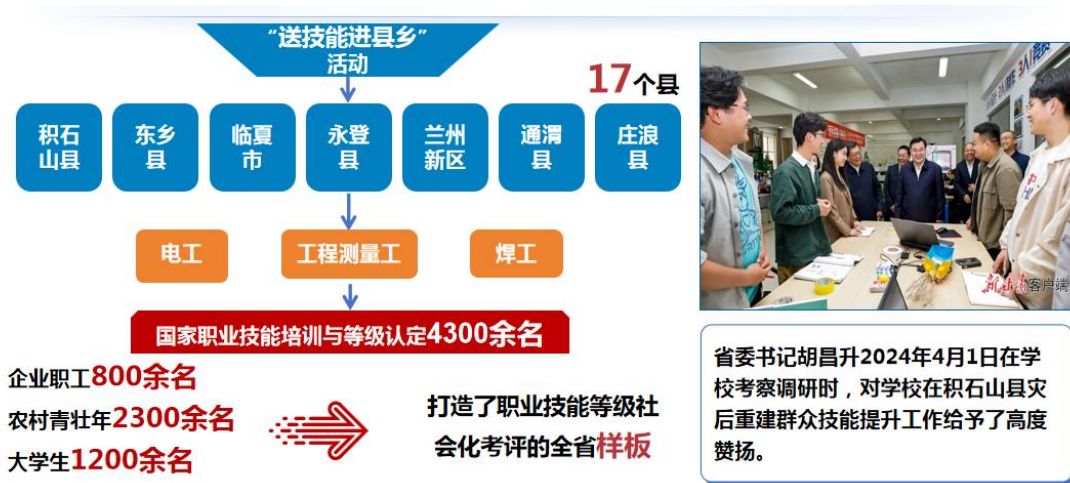 “送技能进县乡”
活动
17个县
积石
山县
东乡
县
临夏
市
永登
县
兰州
新区
通渭
县
庄浪
县
电工
工程测量工
焊工
国家职业技能培训与等级认定4300余名
企业职工800余名
农村青壮年2300余名
大学生1200余名
打造了职业技能等级社
会化考评的全省样板
新甘肃客户端
省委书记胡昌升2024年4月1日在学
校考察调研时，对学校在积石山县灾
后重建群众技能提升工作给予了高度
赞扬。